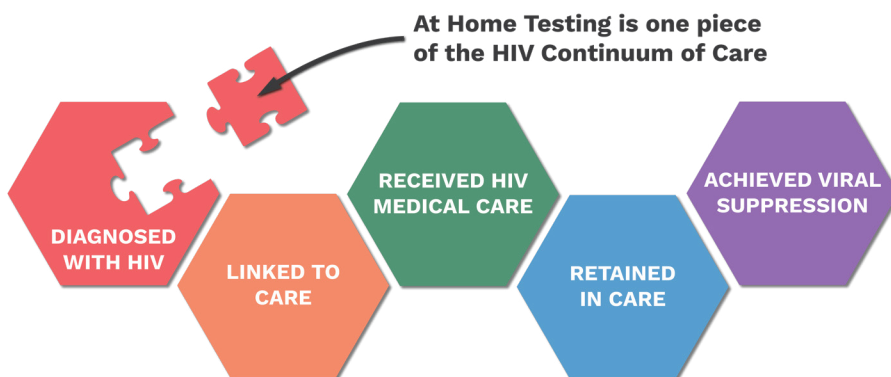 At Home Testing is one piece
of the HIV Continuum of Care
DIAGNOSED
WITH HIV
LINKED TO
CARE
RECEIVED HIV
MEDICAL CARE
RETAINED
IN CARE
ACHIEVED VIRAL
SUPPRESSION